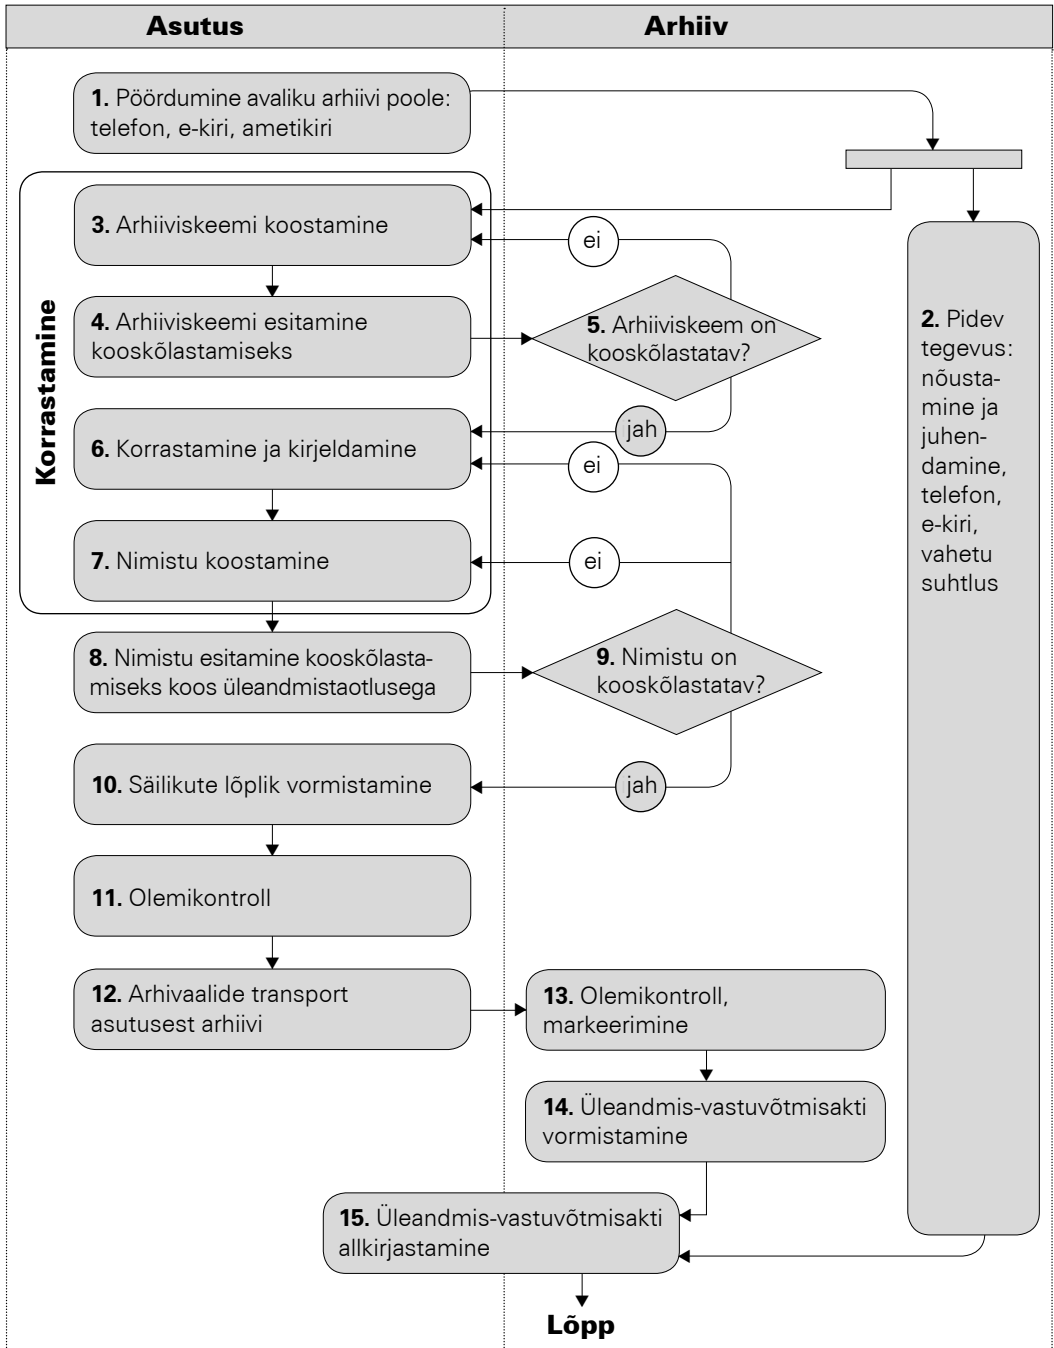 Asutus
Arhiiv
1. Pöördumine avaliku arhiivi poole:
telefon, e-kiri, ametikiri
Korrastamine
3. Arhiiviskeemi koostamine
ei
4. Arhiiviskeemi esitamine
kooskõlastamiseks
5. Arhiiviskeem on
kooskõlastatav?
2. Pidev
tegevus:
nõusta-
mine ja
juhen-
damine,
telefon,
e-kiri,
vahetu
suhtlus
jah
6. Korrastamine ja kirjeldamine
ei
7. Nimistu koostamine
ei
8. Nimistu esitamine kooskõlasta-
miseks koos üleandmistaotlusega
9. Nimistu on
kooskõlastatav?
10. Säilikute lõplik vormistamine
jah
11. Olemikontroll
12. Arhivaalide transport
asutusest arhiivi
13. Olemikontroll,
markeerimine
14. Üleandmis-vastuvõtmisakti
vormistamine
15. Üleandmis-vastuvõtmisakti
allkirjastamine
Lõpp